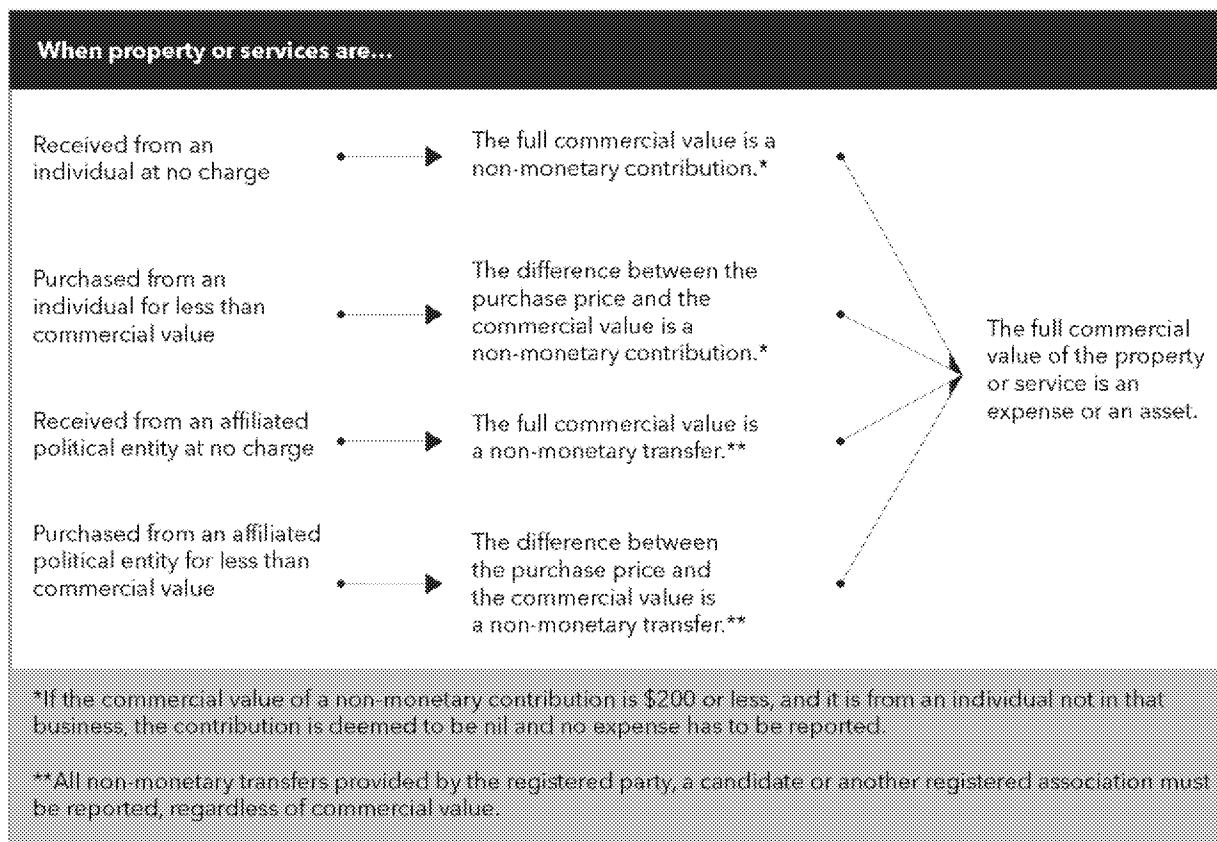 When property or services are...
Received from an
individual at no charge
The full commercial value is a
non-monetary contribution.*
Purchased from an
individual for less than
commercial value
The difference between the
purchase price and the
commercial value is a
non-monetary contribution.*
Received from an affiliated
political entity at no charge
The full commercial value is
a non-monetary transfer.**
Purchased from an affiliated
political entity for less than
commercial value
The difference between
the purchase price and
the commercial value is
a non-monetary transfer.**
The full commercial
value of the property
or service is an
expense or an asset.
*If the commercial value of a non-monetary contribution is $200 or less, and it is from an individual not in that
business, the contribution is deemed to be nil and no expense has to be reported.
**All non-monetary transfers provided by the registered party, a candidate or another registered association must
be reported, regardless of commercial value.